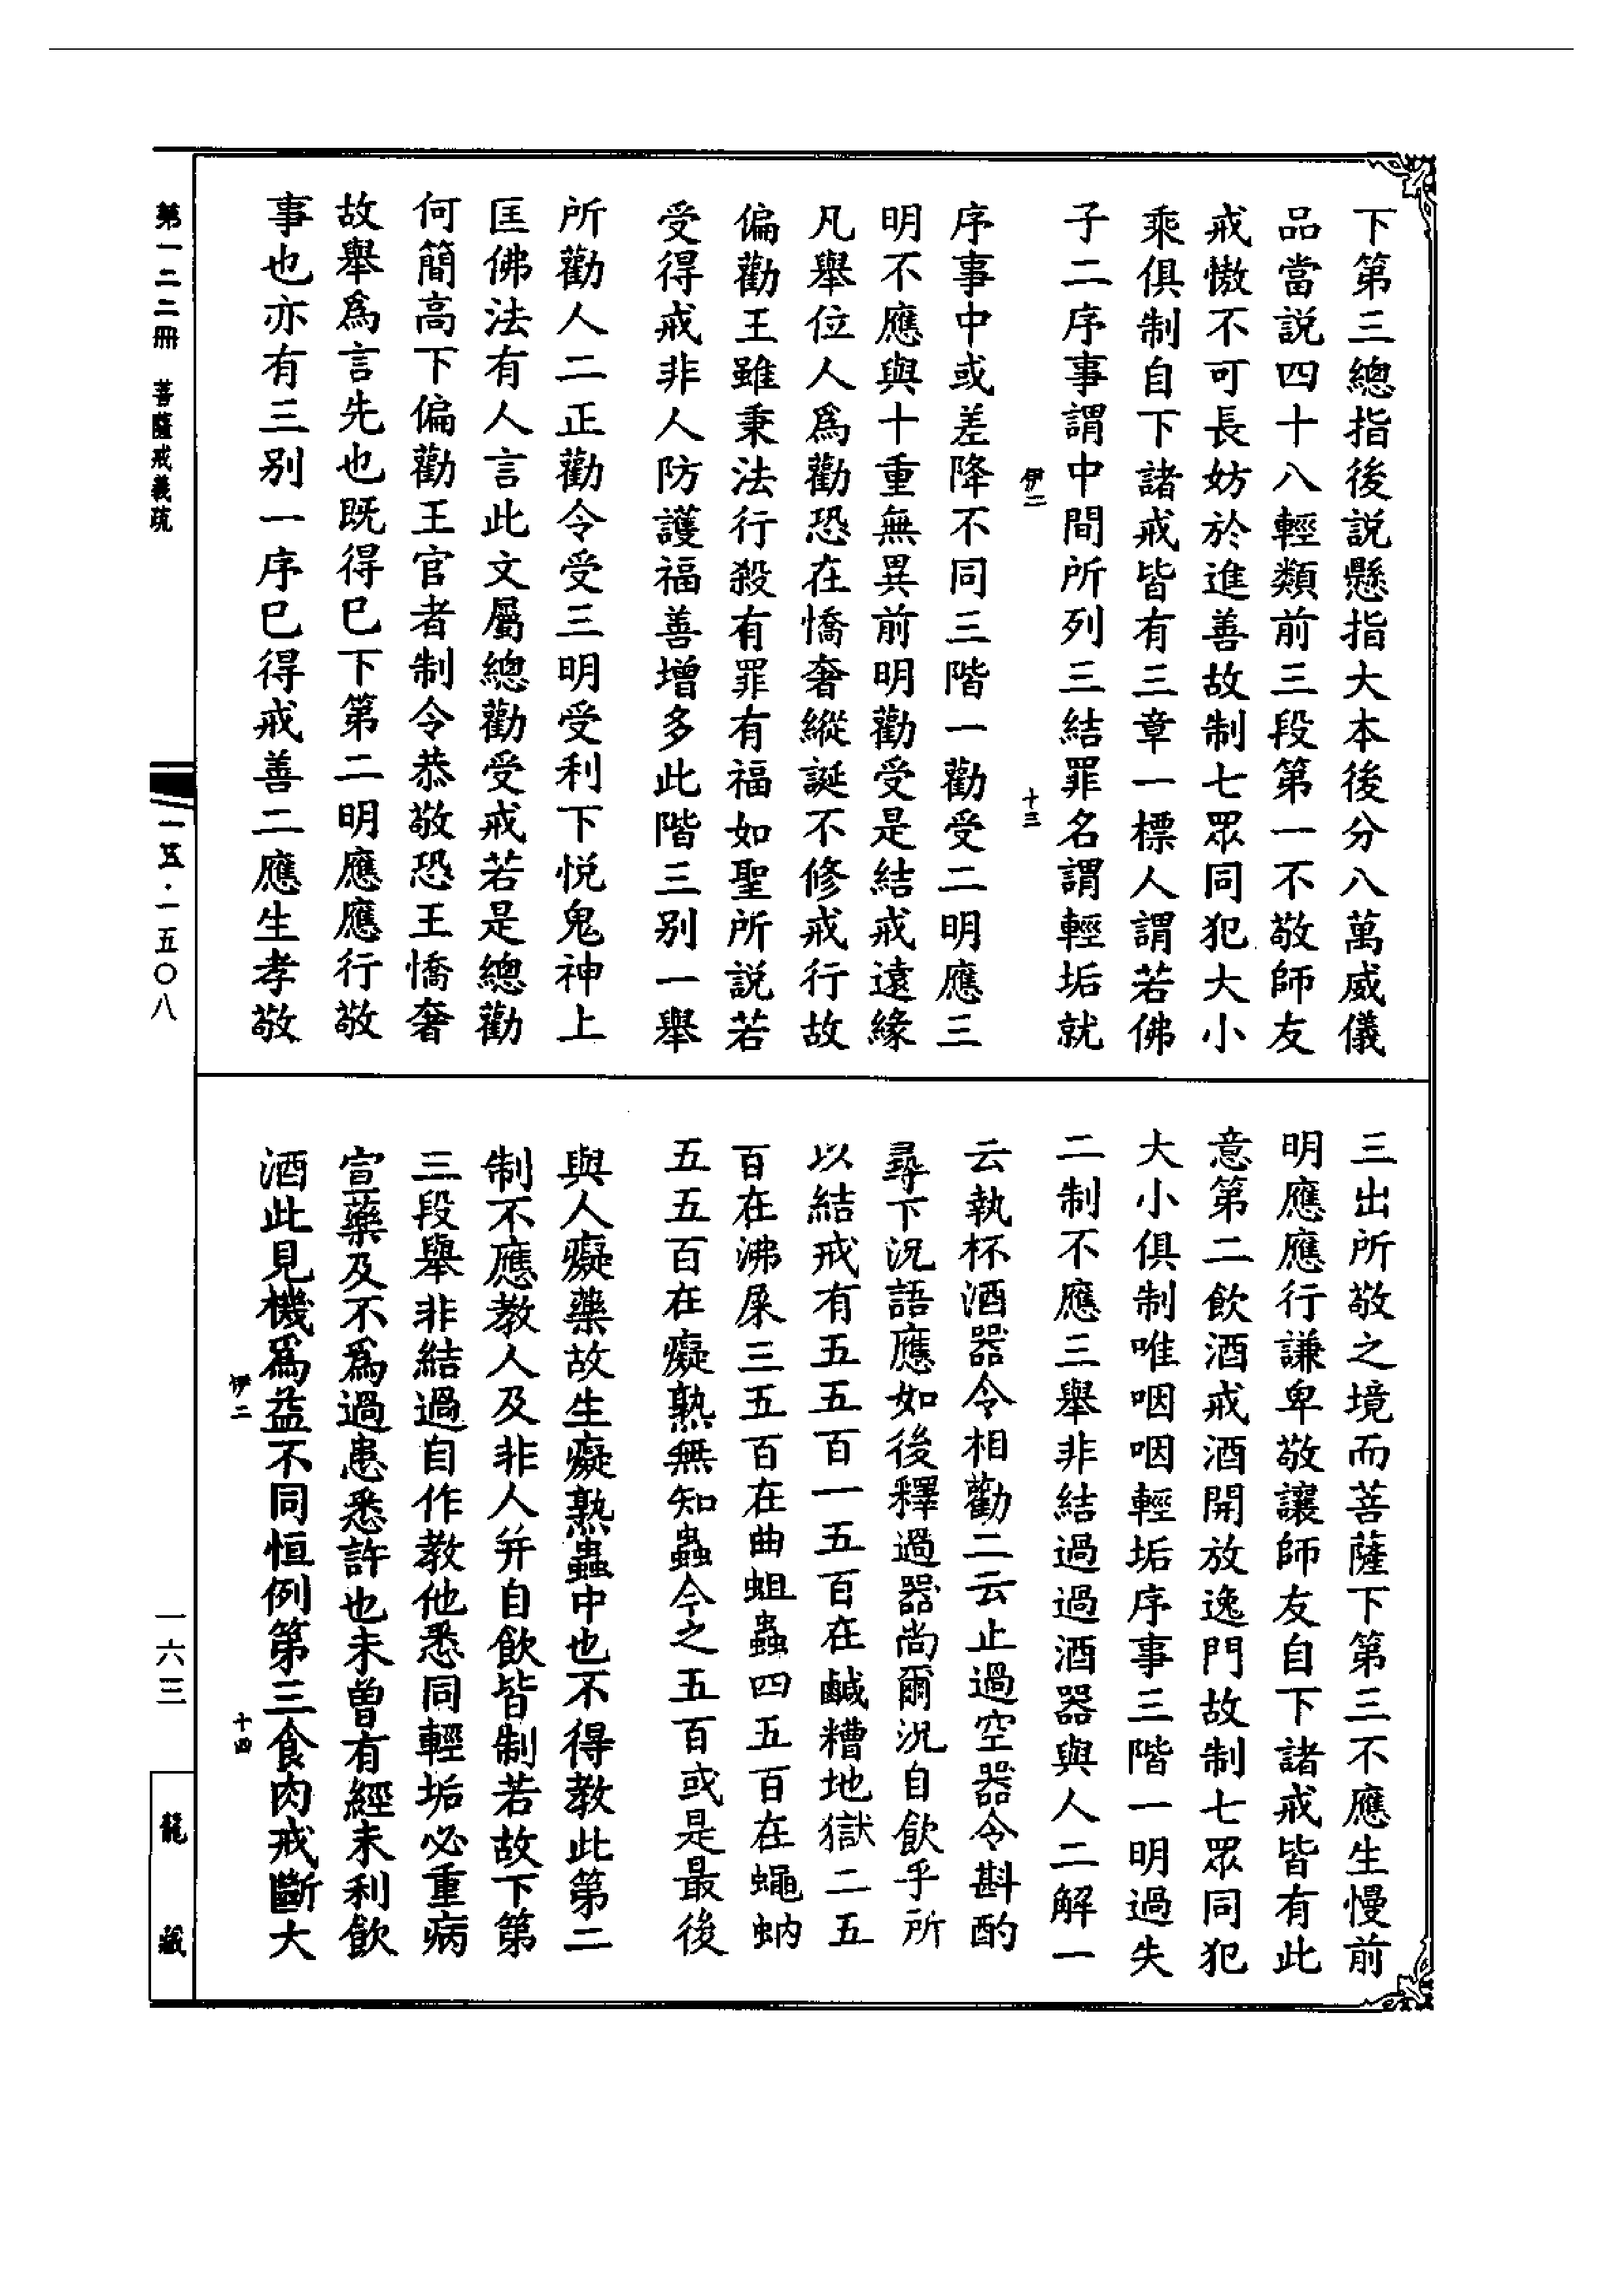 下第三總指後説懸指大本後分八萬威儀
品當説四十八輕類前三段第一不敬師友
戒憿不可長妨於進善故制七眾同犯大小
乘俱制自下諸戒皆有三章一標人謂若佛
子二序事謂中間所列三結罪名謂輕垢就
伊二
十三
序事中或差降不同三階一勸受二明應三
明不應與十重無異前明勸受是結戒遠緣
凡舉位人爲勸恐在憍奢縱誕不修戒行故
偏勸王雖秉法行殺有罪有福如聖所説若
受得戒非人防護福善增多此階三别一舉
所勸人二正勸令受三明受利下悦鬼神上
匡佛法有人言此文屬總勸受戒若是總勸
何簡高下偏勸王官者制令恭敬恐王憍奢
故舉爲言先也既得巳下第二明應應行敬
事也亦有三别一序巳得戒善二應生孝敬
三出所敬之境而菩薩下第三不應生慢前
明應應行謙卑敬讓師友自下諸戒皆有此
意第二飲酒戒酒開放逸門故制七眾同犯
大小俱制唯咽咽輕垢序事三階一明過失
二制不應三舉非結過過酒器與人二解一
云執杯酒器令相勸二云止過空器令斟酌
尋下況語應如後釋過器尚爾況自飲乎所
以結戒有五五百一五百在鹹糟地獄二五
百在沸屎三五百在曲蛆蟲四五百在蠅蚋
五五百在癡熟無知蟲今之五百或是最後
與人癡藥故生癡熟蟲中也不得教此第二
制不應教人及非人并自飲皆制若故下第
三段舉非結過自作教他悉同輕垢必重病
宣藥及不爲過患悉許也未曾有經末利飲
酒此見機爲益不同恒例第三食肉戒斷大
伊二
十四
第一二二冊 菩薩戒義疏
一一五·一五〇八
一六三
龍藏